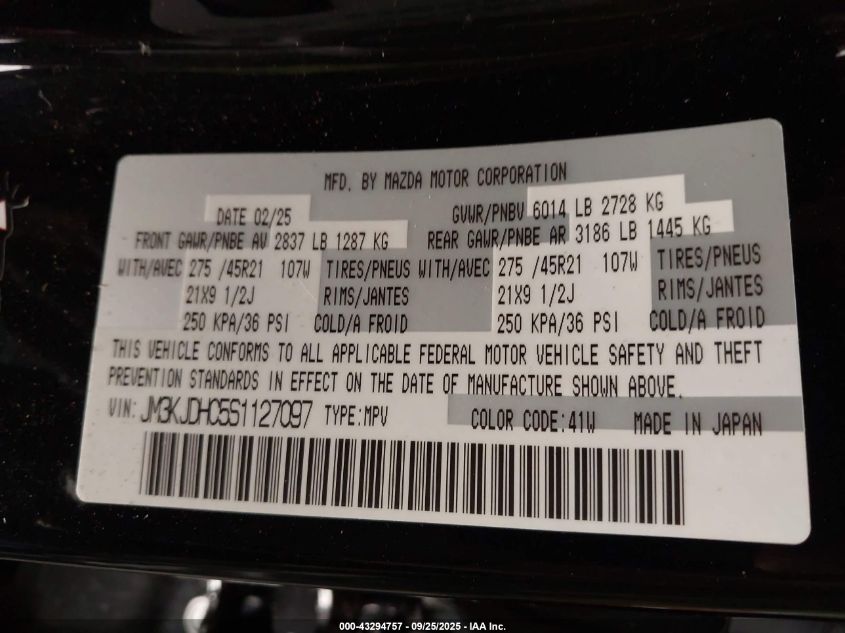 MFD. BY MAZDA MOTOR CORPORATION
DATE 02/25 GVWR/PNBV 6014 LB 2728 KG
FRONT GAWR/PNBE AV 2837 LB 1287 KG REAR GAWR/PNBE AR 3186 LB 1445 KG
WITH/AVEC 275 /45R21 107W TIRES/PNEUS WITH/AVEC 275 /45R21 107W TIRES/PNEUS
21X9 1/2J RIMS/JANTES 21X9 1/2J RIMS/JANTES
250 KPA/36 PSI COLD/A FROID 250 KPA/36 PSI COLD/A FROID
THIS VEHICLE CONFORMS TO ALL APPLICABLE FEDERAL MOTOR VEHICLE SAFETY AND THEFT
PREVENTION STANDARDS IN EFFECT ON THE DATE OF MANUFACTURE SHOWN ABOVE.
VIN: JM3KJDHC5S1127097 TYPE:MPV COLOR CODE:41W MADE IN JAPAN
000-43294757 - 09/25/2025 - IAA Inc.